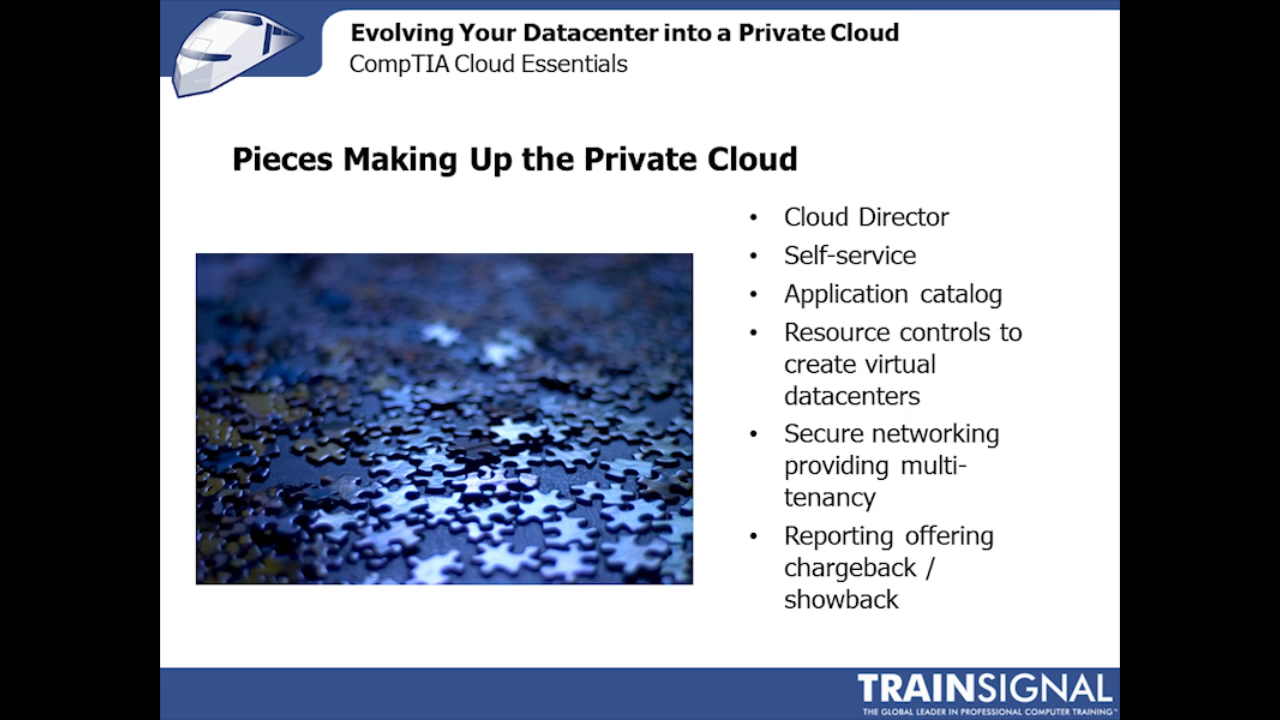 Evolving Your Datacenter into a Private Cloud
CompTIA Cloud Essentials
Pieces Making Up the Private Cloud
• Cloud Director
• Self-service
• Application catalog
• Resource controls to
create virtual
datacenters
• Secure networking
providing multi-
tenancy
• Reporting offering
chargeback /
showback
TRAINSIGNAL
THE GLOBAL LEADER IN PROFESSIONAL COMPUTER TRAINING™